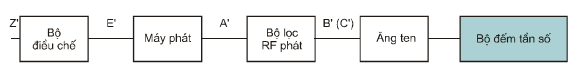 Z'
Bộ
điều chế
E'
Máy phát
A'
Bộ lọc
RF phát
B' (C')
Ăng ten
Bộ đếm tần số